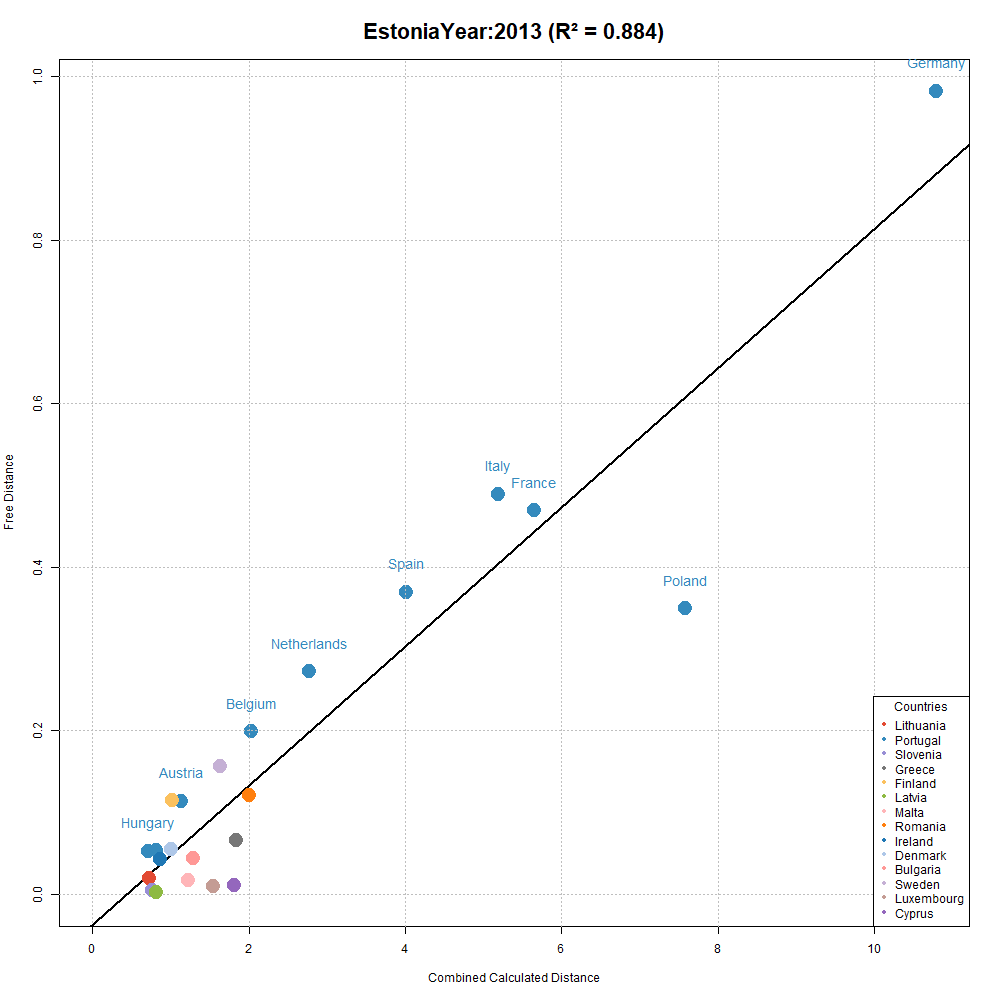 EstoniaYear:2013 (R² = 0.884)
Germany
Italy
France
Spain
Poland
Netherlands
Belgium
Austria
Hungary
Free Distance
1.0
0.8
0.6
0.4
0.2
0.0
0 2 4 6 8 10
Combined Calculated Distance
Countries
Lithuania
Portugal
Slovenia
Greece
Finland
Latvia
Malta
Romania
Ireland
Denmark
Bulgaria
Sweden
Luxembourg
Cyprus